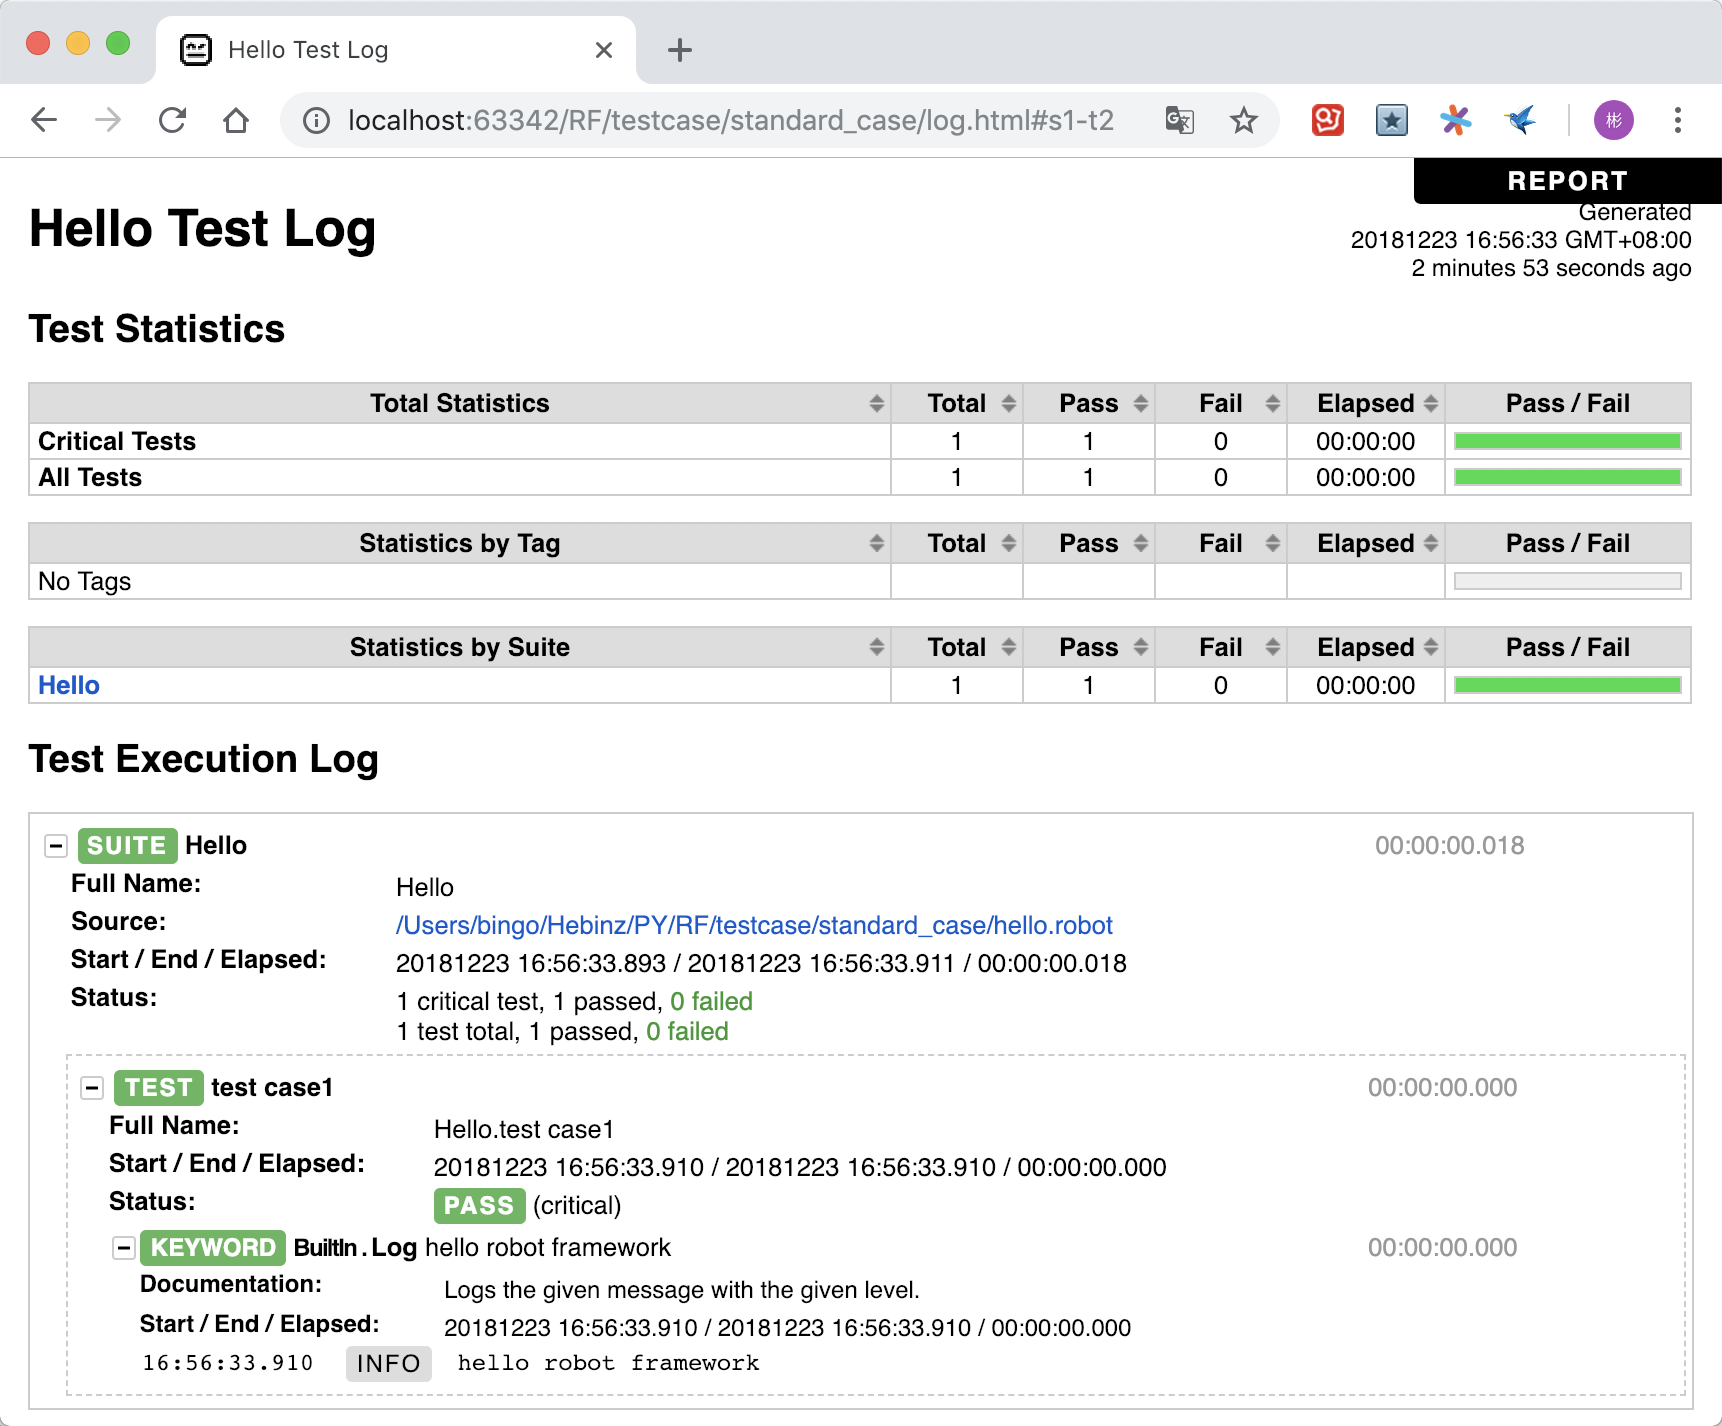 Hello Test Log
localhost:63342/RF/testcase/standard_case/log.html#s1-t2
彬
REPORT
Hello Test Log
Generated
20181223 16:56:33 GMT+08:00
2 minutes 53 seconds ago
Test Statistics
Total Statistics Total Pass Fail Elapsed Pass / Fail
Critical Tests 1 1 0 00:00:00
All Tests 1 1 0 00:00:00
Statistics by Tag Total Pass Fail Elapsed Pass / Fail
No Tags
Statistics by Suite Total Pass Fail Elapsed Pass / Fail
Hello 1 1 0 00:00:00
Test Execution Log
SUITE Hello 00:00:00.018
Full Name: Hello
Source: /Users/bingo/Hebinz/PY/RF/testcase/standard_case/hello.robot
Start / End / Elapsed: 20181223 16:56:33.893 / 20181223 16:56:33.911 / 00:00:00.018
Status: 1 critical test, 1 passed, 0 failed
1 test total, 1 passed, 0 failed
TEST test case1 00:00:00.000
Full Name: Hello.test case1
Start / End / Elapsed: 20181223 16:56:33.910 / 20181223 16:56:33.910 / 00:00:00.000
Status: PASS (critical)
KEYWORD BuiltIn.Log hello robot framework 00:00:00.000
Documentation: Logs the given message with the given level.
Start / End / Elapsed: 20181223 16:56:33.910 / 20181223 16:56:33.910 / 00:00:00.000
16:56:33.910 INFO hello robot framework